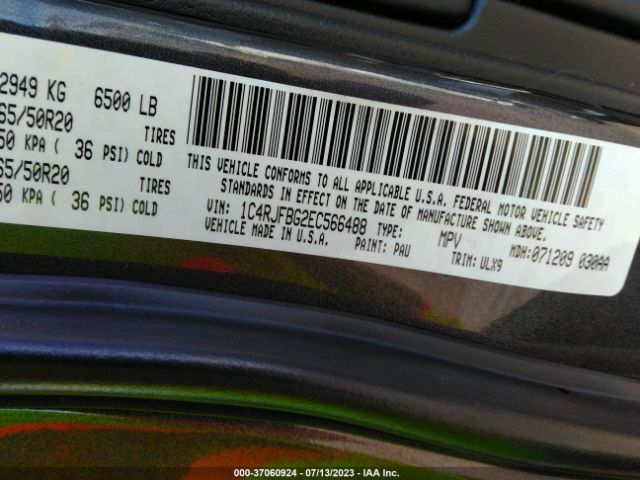 2949 KG 6500 LB
65/50R20 TIRES
50 KPA ( 36 PSI) COLD
65/50R20 TIRES
50 KPA ( 36 PSI) COLD
THIS VEHICLE CONFORMS TO ALL APPLICABLE U.S.A. FEDERAL MOTOR VEHICLE SAFETY
STANDARDS IN EFFECT ON THE DATE OF MANUFACTURE SHOWN ABOVE.
VIN: 1C4RJFBG2EC566488 TYPE: MPV MDH:071209 030AA
VEHICLE MADE IN U.S.A. PAINT: PAU TRIM: ULX9
000-37060924 - 07/13/2023 - IAA Inc.